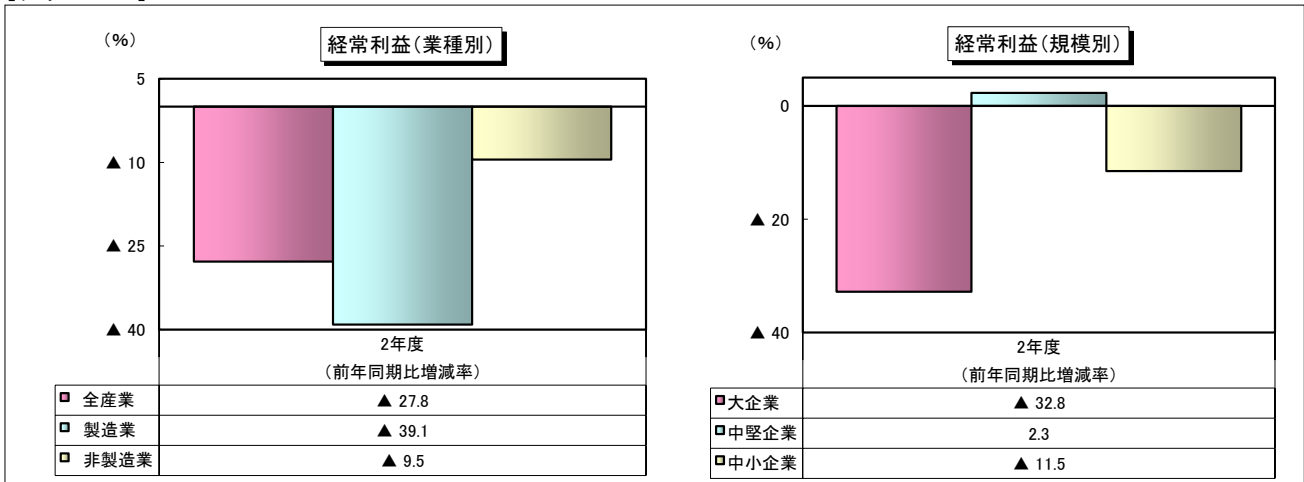 (%)
経常利益(業種別)
5
▲ 10
▲ 25
▲ 40
2年度
(前年同期比増減率)
全産業 ▲ 27.8
製造業 ▲ 39.1
非製造業 ▲ 9.5
(%)
経常利益(規模別)
0
▲ 20
▲ 40
2年度
(前年同期比増減率)
大企業 ▲ 32.8
中堅企業 2.3
中小企業 ▲ 11.5